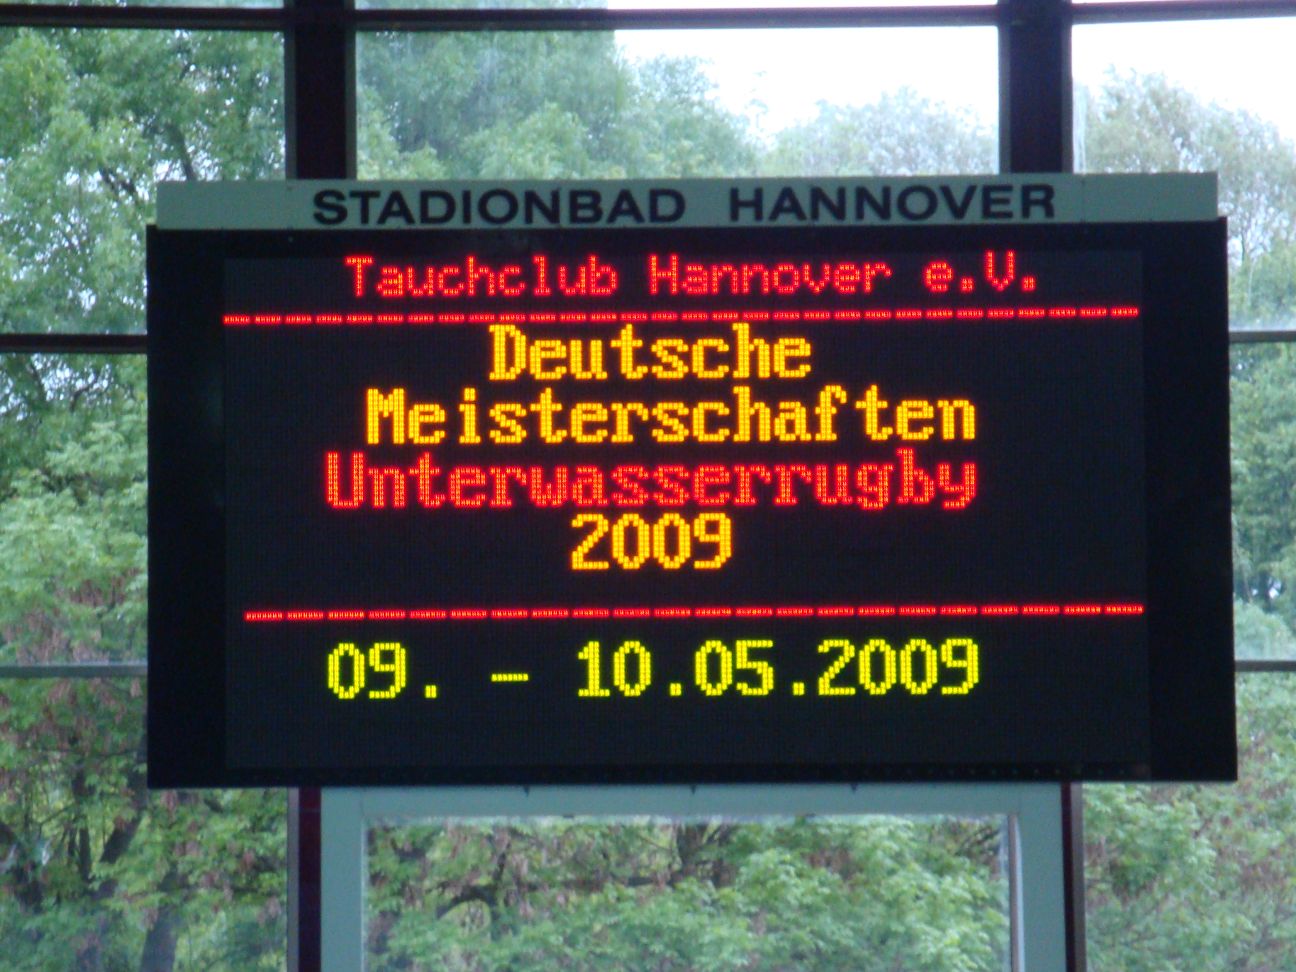 STADIONBAD HANNOVER
Tauchclub Hannover e.V.
Deutsche
Meisterschaften
Unterwasserrugby
2009
09. - 10.05.2009